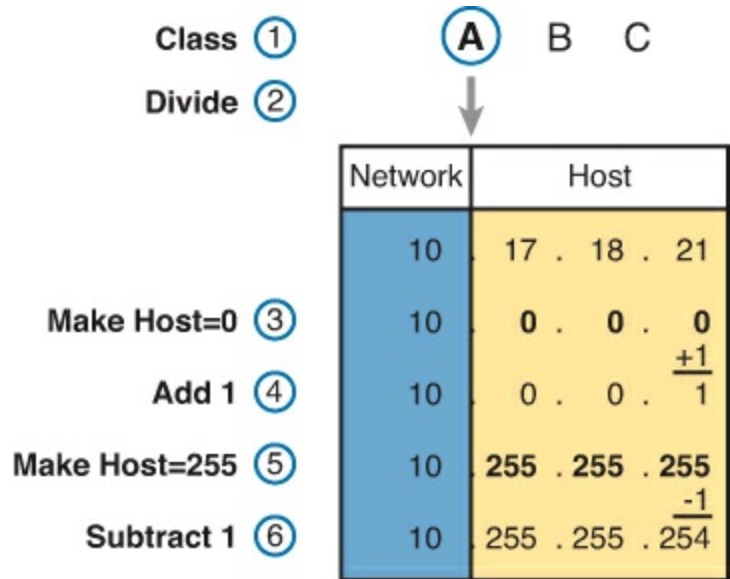 Class 1 A B C
Divide 2
Network Host
10 . 17 . 18 . 21
Make Host=0 3 10 . 0 . 0 . 0
+1
Add 1 4 10 . 0 . 0 . 1
Make Host=255 5 10 . 255 . 255 . 255
-1
Subtract 1 6 10 . 255 . 255 . 254